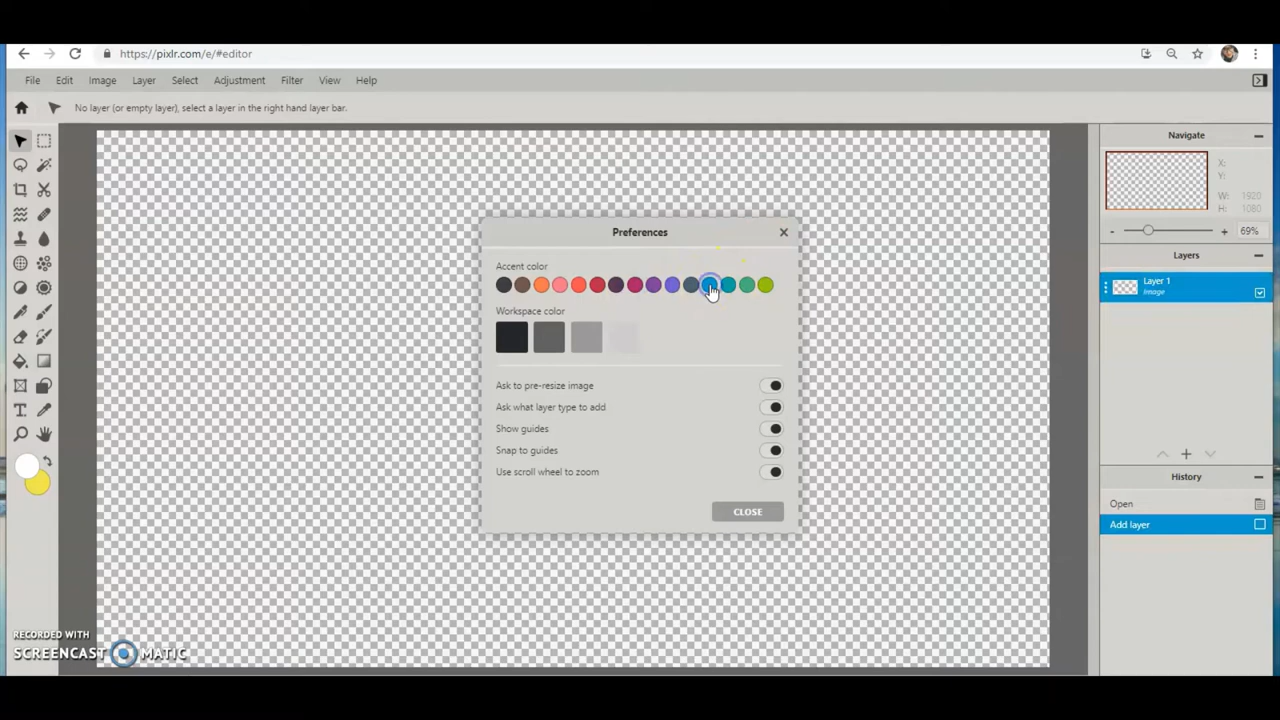 https://pixlr.com/e/#editor
File Edit Image Layer Select Adjustment Filter View Help
No layer (or empty layer), select a layer in the right hand layer bar.
Navigate
X:
Y:
W: 1920
H: 1080
- + 69%
Layers
Layer 1
Image
History
Open
Add layer
Preferences
Accent color
Workspace color
Ask to pre-resize image
Ask what layer type to add
Show guides
Snap to guides
Use scroll wheel to zoom
CLOSE
RECORDED WITH
SCREENCAST MATIC